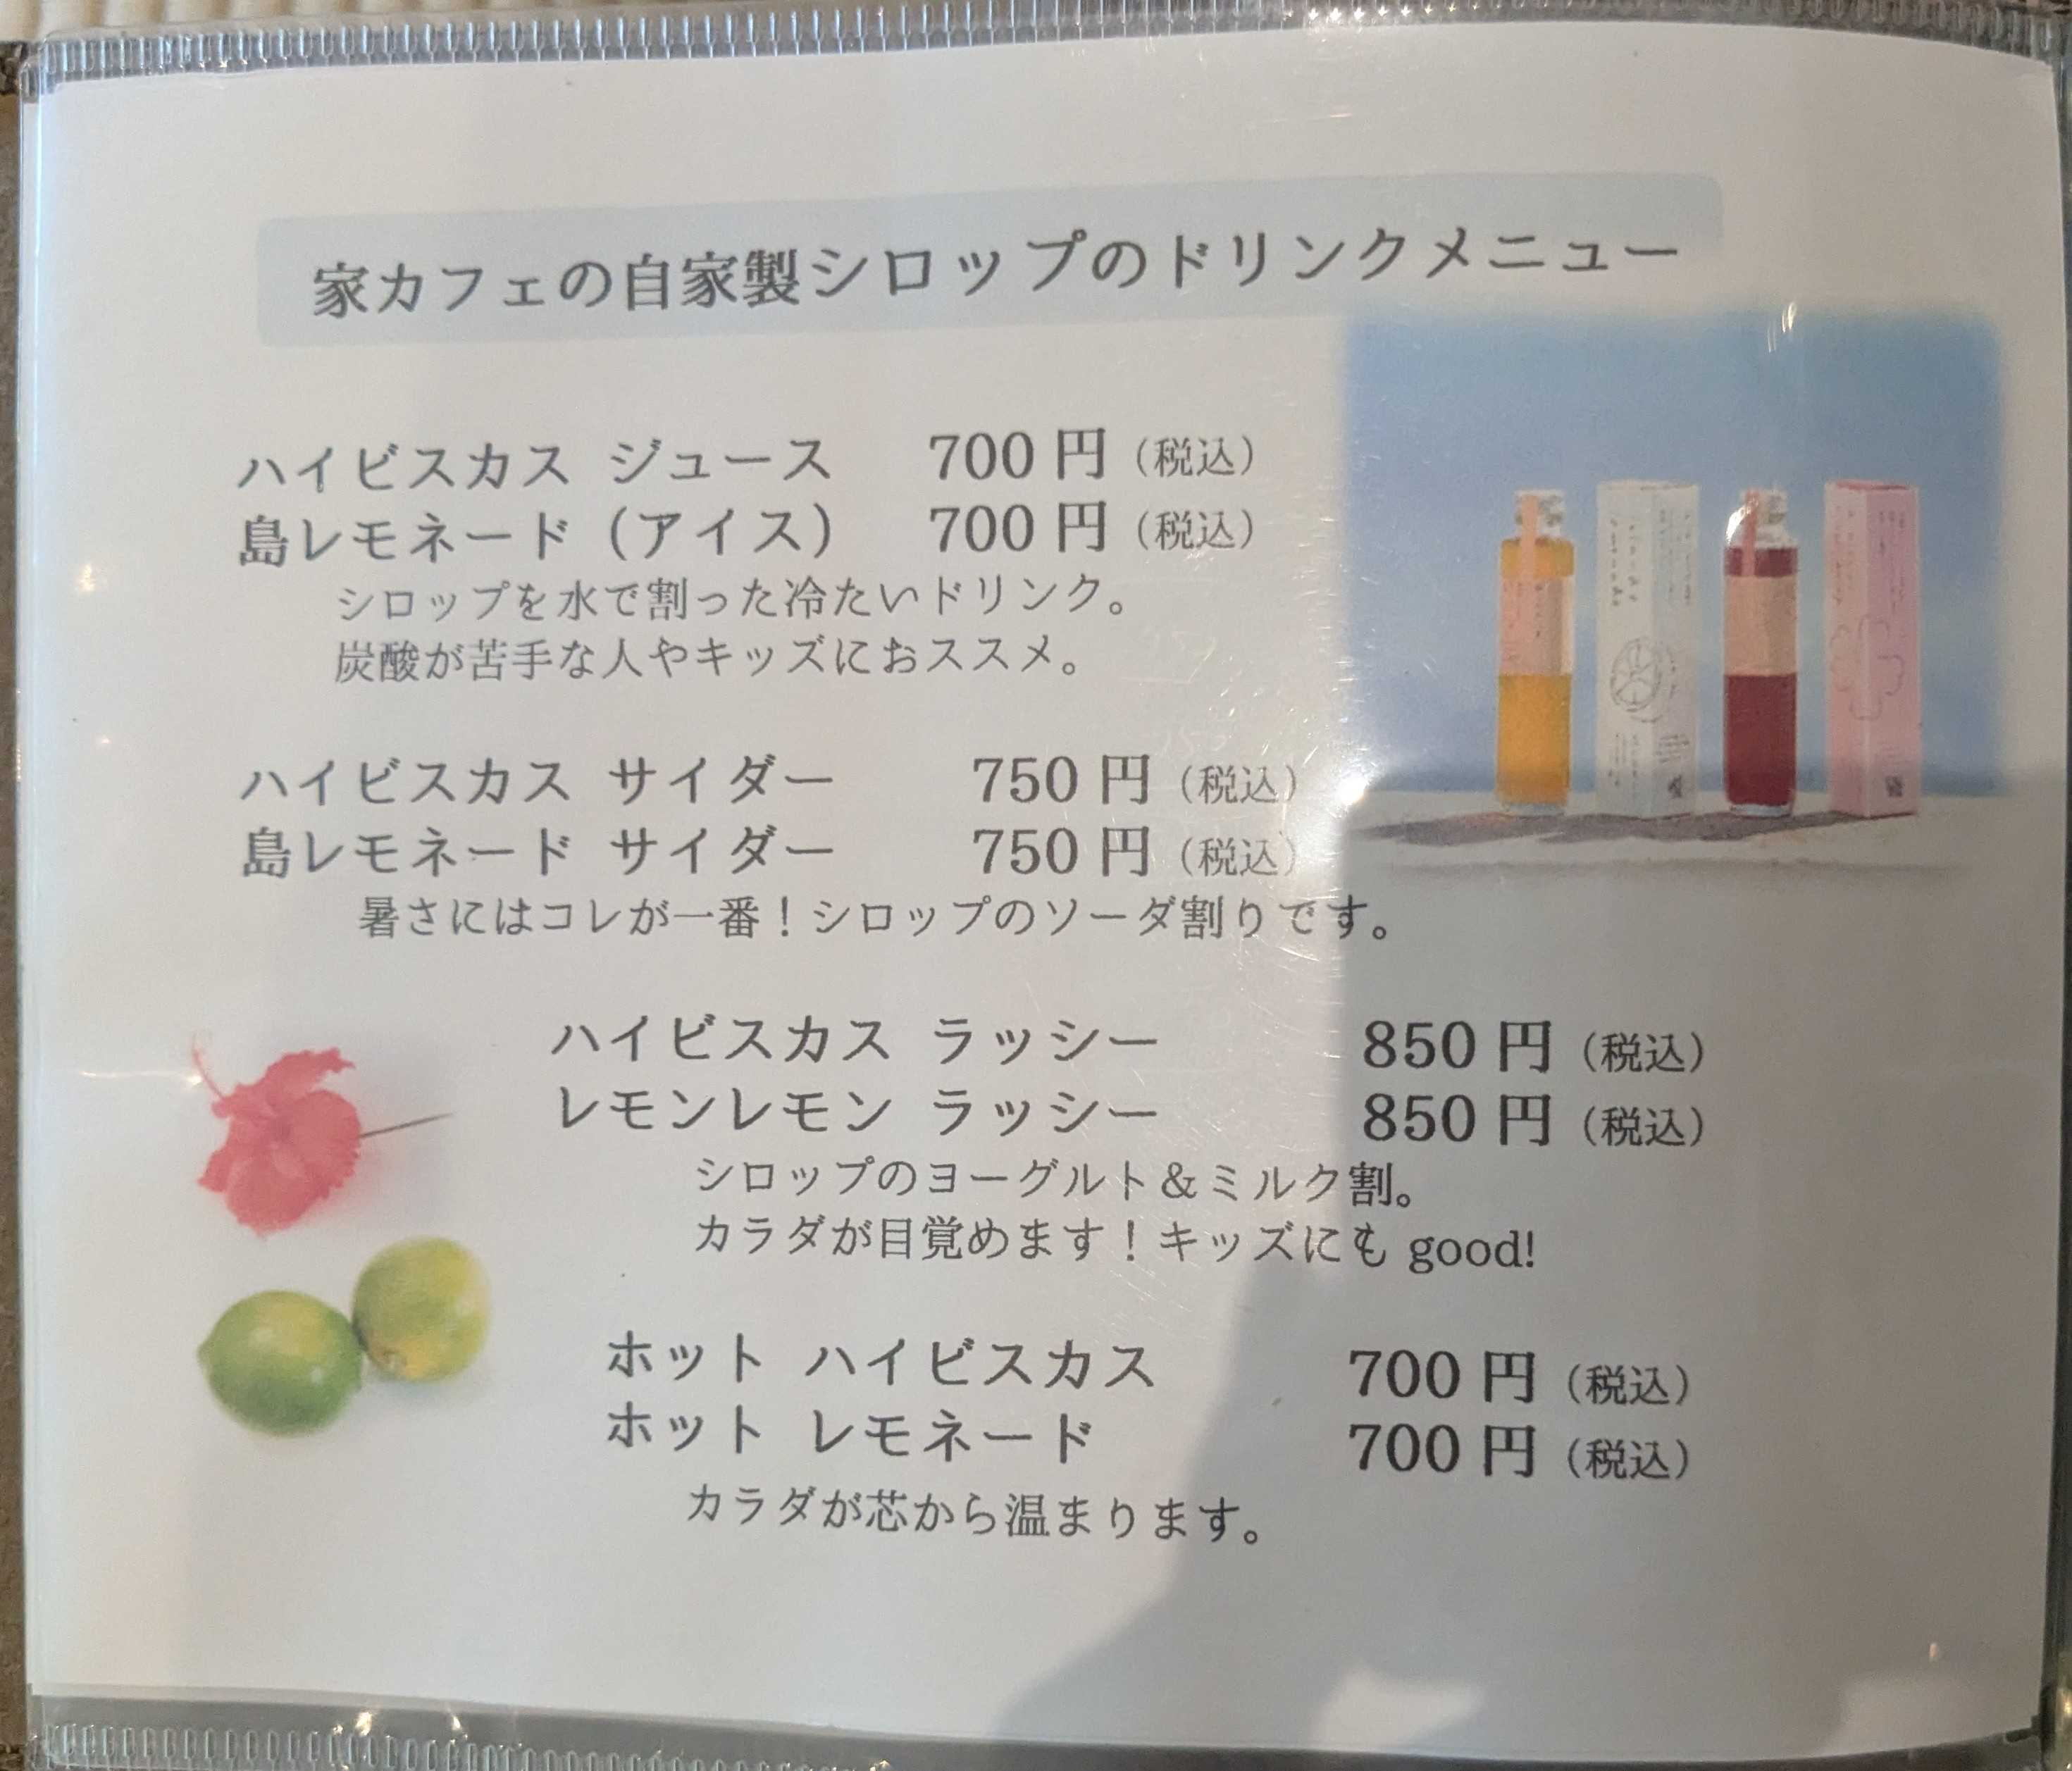 家カフェの自家製シロップのドリンクメニュー
ハイビスカス ジュース 700円（税込）
島レモネード（アイス） 700円（税込）
シロップを水で割った冷たいドリンク。
炭酸が苦手な人やキッズにおススメ。
ハイビスカス サイダー 750円（税込）
島レモネード サイダー 750円（税込）
暑さにはコレが一番！シロップのソーダ割りです。
ハイビスカス ラッシー 850円（税込）
レモンレモン ラッシー 850円（税込）
シロップのヨーグルト＆ミルク割。
カラダが目覚めます！キッズにも good!
ホット ハイビスカス 700円（税込）
ホット レモネード 700円（税込）
カラダが芯から温まります。